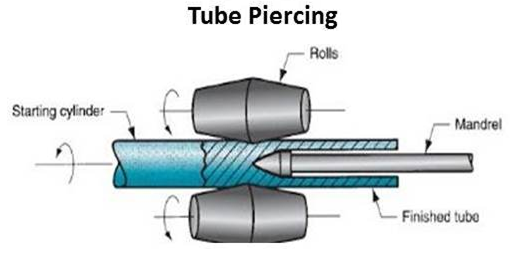 Tube Piercing
Rolls
Starting cylinder
Mandrel
Finished tube